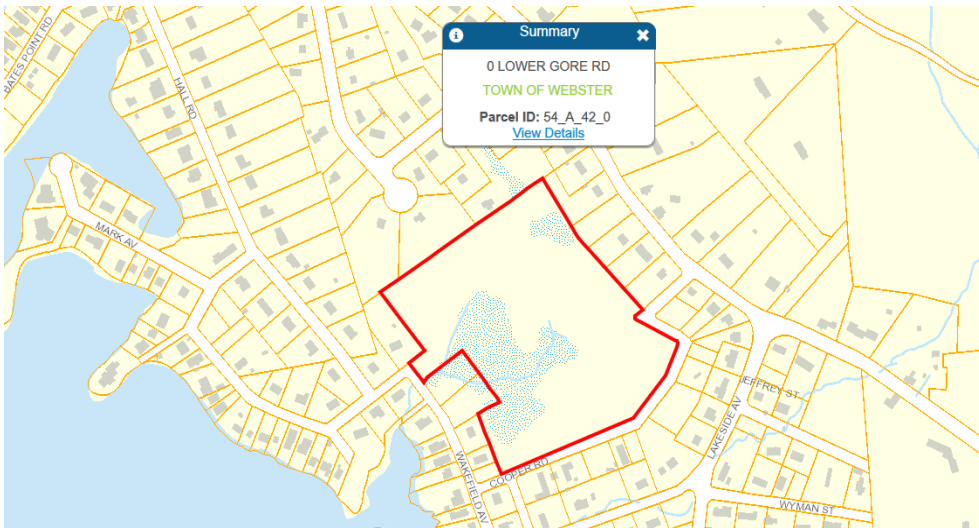 Summary
0 LOWER GORE RD
TOWN OF WEBSTER
Parcel ID: 54_A_42_0
View Details
BATES POINT RD
HALL RD
MARK AV
JEFFREY ST
LAKESIDE AV
WAKEFIELD AV
COOPER RD
WYMAN ST